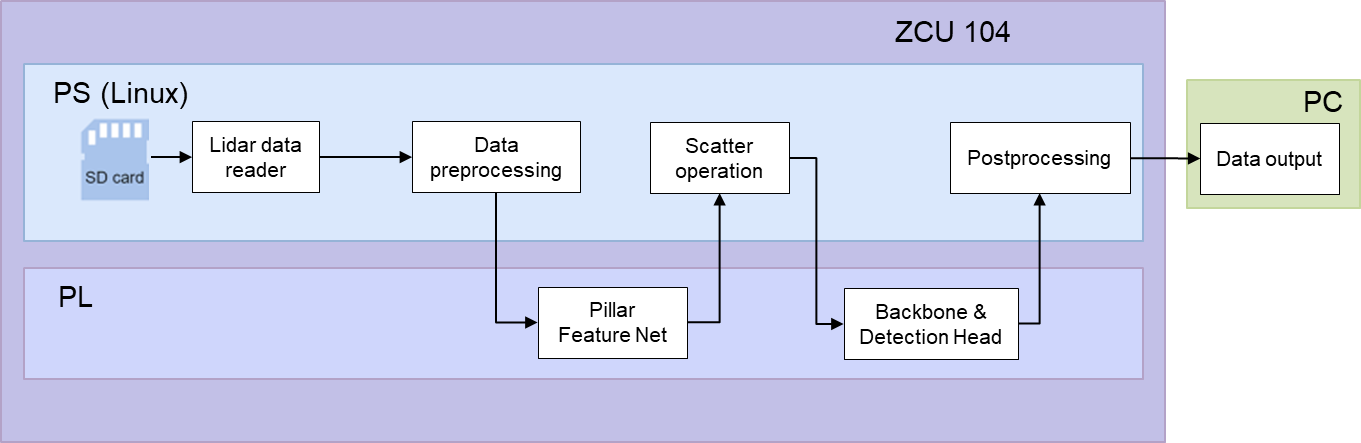 ZCU 104
PS (Linux)
PC
SD card
Lidar data
reader
Data
preprocessing
Scatter
operation
Postprocessing
Data output
PL
Pillar
Feature Net
Backbone &
Detection Head